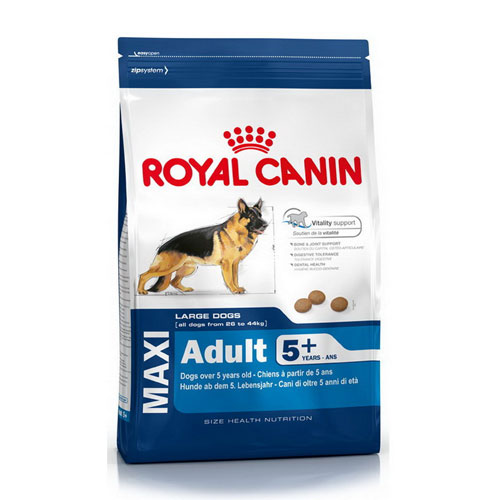 easyopen
zipsystem
ROYAL CANIN
Vitality support
Soutien de la vitalité
BONE & JOINT SUPPORT
DIGESTIVE TOLERANCE
DENTAL HEALTH
LARGE DOGS
[all dogs from 26 to 44kg]
MAXI
Adult 5+
YEARS - ANS
Dogs over 5 years old - Chiens à partir de 5 ans
Hunde ab dem 5. Lebensjahr - Cani di oltre 5 anni di età
SIZE HEALTH NUTRITION